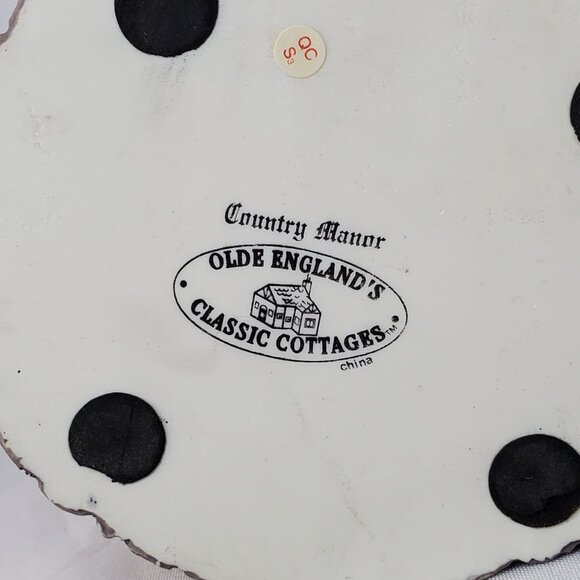 QC
S3
Country Manor
OLDE ENGLAND'S
CLASSIC COTTAGES™
china